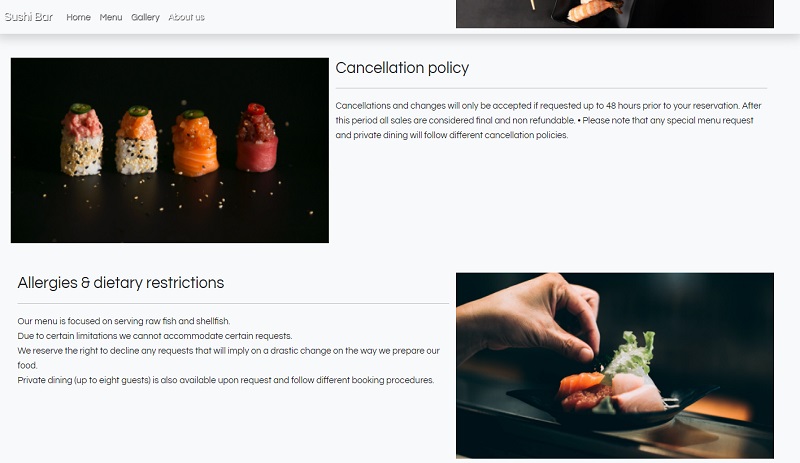 Sushi Bar Home Menu Gallery About us
Cancellation policy
Cancellations and changes will only be accepted if requested up to 48 hours prior to your reservation. After
this period all sales are considered final and non refundable. • Please note that any special menu request
and private dining will follow different cancellation policies.
Allergies & dietary restrictions
Our menu is focused on serving raw fish and shellfish.
Due to certain limitations we cannot accommodate certain requests.
We reserve the right to decline any requests that will imply on a drastic change on the way we prepare our
food.
Private dining (up to eight guests) is also available upon request and follow different booking procedures.